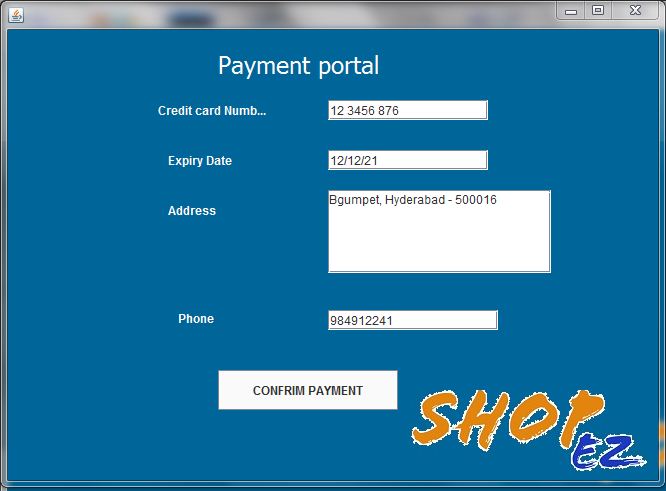 Payment portal
Credit card Numb...
12 3456 876
Expiry Date
12/12/21
Address
Bgumpet, Hyderabad - 500016
Phone
984912241
CONFRIM PAYMENT
SHOP
EZ